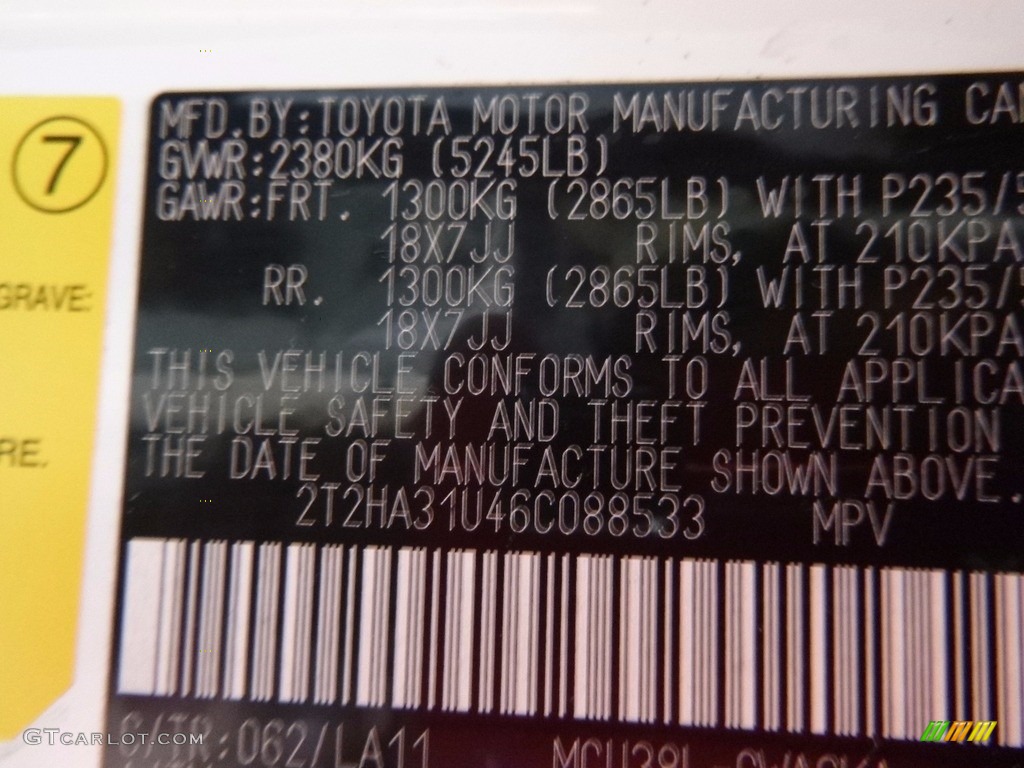 7
GRAVE:
RE.
MFD.BY:TOYOTA MOTOR MANUFACTURING CAN
GVWR:2380KG (5245LB)
GAWR:FRT. 1300KG (2865LB) WITH P235/5
18X7JJ RIMS, AT 210KPA
RR. 1300KG (2865LB) WITH P235/5
18X7JJ RIMS, AT 210KPA
THIS VEHICLE CONFORMS TO ALL APPLICA
VEHICLE SAFETY AND THEFT PREVENTION
THE DATE OF MANUFACTURE SHOWN ABOVE.
2T2HA31U46C088533 MPV
C/TR:062/LA11
GTcarlot.com